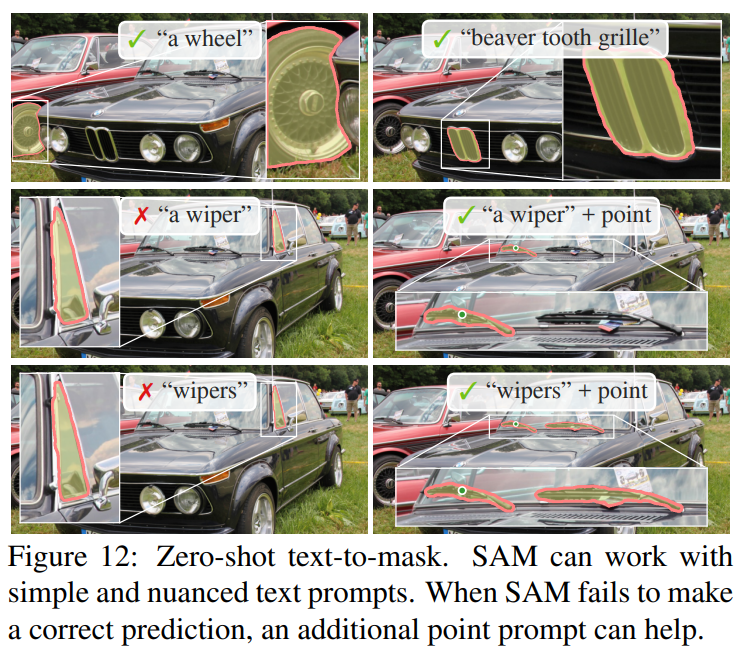 ✓ “a wheel”
✓ “beaver tooth grille”
✗ “a wiper”
✓ “a wiper” + point
✗ “wipers”
✓ “wipers” + point
Figure 12: Zero-shot text-to-mask. SAM can work with
simple and nuanced text prompts. When SAM fails to make
a correct prediction, an additional point prompt can help.